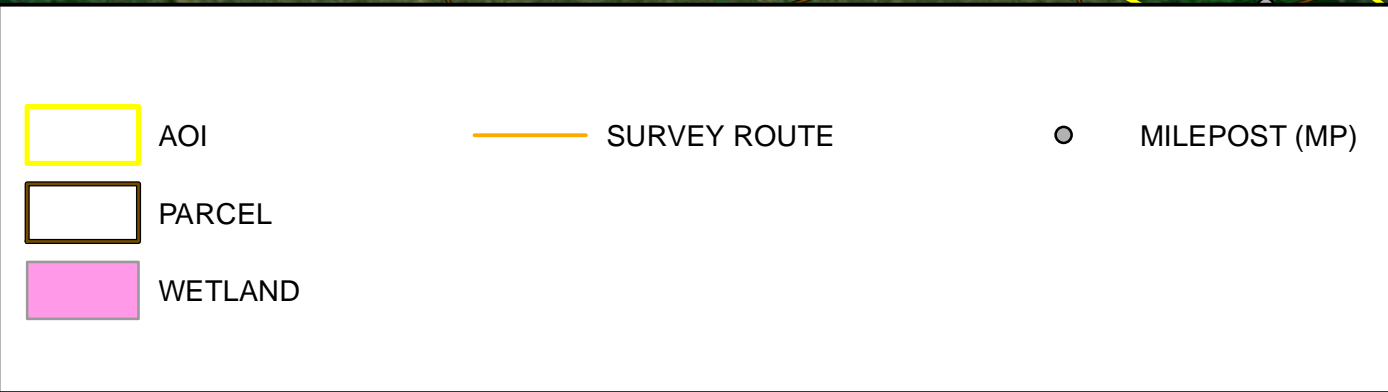 AOI
SURVEY ROUTE
MILEPOST (MP)
PARCEL
WETLAND